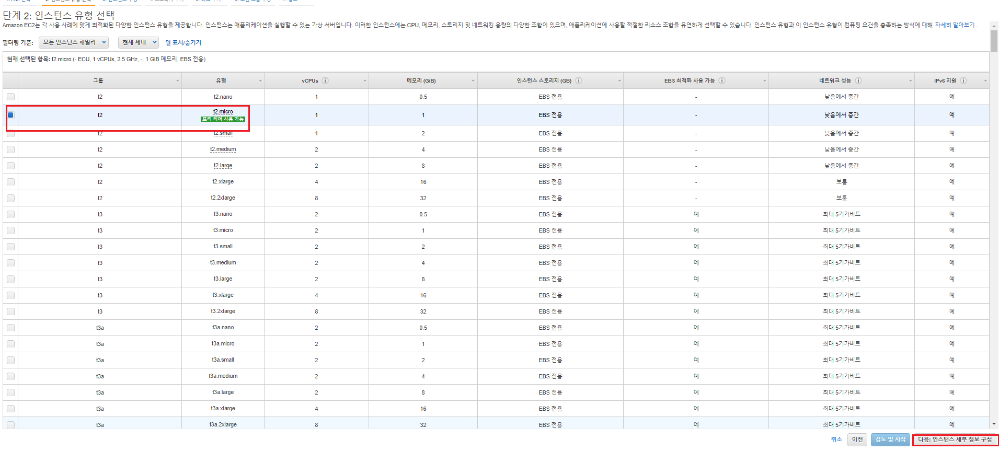 단계 2: 인스턴스 유형 선택
Amazon EC2는 각 사용 사례에 맞게 최적화된 다양한 인스턴스 유형을 제공합니다. 인스턴스는 애플리케이션을 실행할 수 있는 가상 서버입니다. 이러한 인스턴스에는 CPU, 메모리, 스토리지 및 네트워킹 용량의 다양한 조합이 있으며, 애플리케이션에 사용할 적절한 리소스 조합을 유연하게 선택할 수 있습니다. 인스턴스 유형과 이 인스턴스 유형이 컴퓨팅 요건을 충족하는 방식에 대해 자세히 알아보기.
필터링 기준: 모든 인스턴스 패밀리 현재 세대 열 표시/숨기기
현재 선택된 항목: t2.micro (- ECU, 1 vCPUs, 2.5 GHz, -, 1 GiB 메모리, EBS 전용)
그룹 유형 vCPUs 메모리 (GiB) 인스턴스 스토리지 (GB) EBS 최적화 사용 가능 네트워크 성능 IPv6 지원
t2 t2.nano 1 0.5 EBS 전용 - 낮음에서 중간 예
t2 t2.micro 1 1 EBS 전용 - 낮음에서 중간 예
프리 티어 사용 가능
t2 t2.small 1 2 EBS 전용 - 낮음에서 중간 예
t2 t2.medium 2 4 EBS 전용 - 낮음에서 중간 예
t2 t2.large 2 8 EBS 전용 - 낮음에서 중간 예
t2 t2.xlarge 4 16 EBS 전용 - 보통 예
t2 t2.2xlarge 8 32 EBS 전용 - 보통 예
t3 t3.nano 2 0.5 EBS 전용 예 최대 5기가비트 예
t3 t3.micro 2 1 EBS 전용 예 최대 5기가비트 예
t3 t3.small 2 2 EBS 전용 예 최대 5기가비트 예
t3 t3.medium 2 4 EBS 전용 예 최대 5기가비트 예
t3 t3.large 2 8 EBS 전용 예 최대 5기가비트 예
t3 t3.xlarge 4 16 EBS 전용 예 최대 5기가비트 예
t3 t3.2xlarge 8 32 EBS 전용 예 최대 5기가비트 예
t3a t3a.nano 2 0.5 EBS 전용 예 최대 5기가비트 예
t3a t3a.micro 2 1 EBS 전용 예 최대 5기가비트 예
t3a t3a.small 2 2 EBS 전용 예 최대 5기가비트 예
t3a t3a.medium 2 4 EBS 전용 예 최대 5기가비트 예
t3a t3a.large 2 8 EBS 전용 예 최대 5기가비트 예
t3a t3a.xlarge 4 16 EBS 전용 예 최대 5기가비트 예
t3a t3a.2xlarge 8 32 EBS 전용 예 최대 5기가비트 예
취소 이전 검토 및 시작 다음: 인스턴스 세부 정보 구성